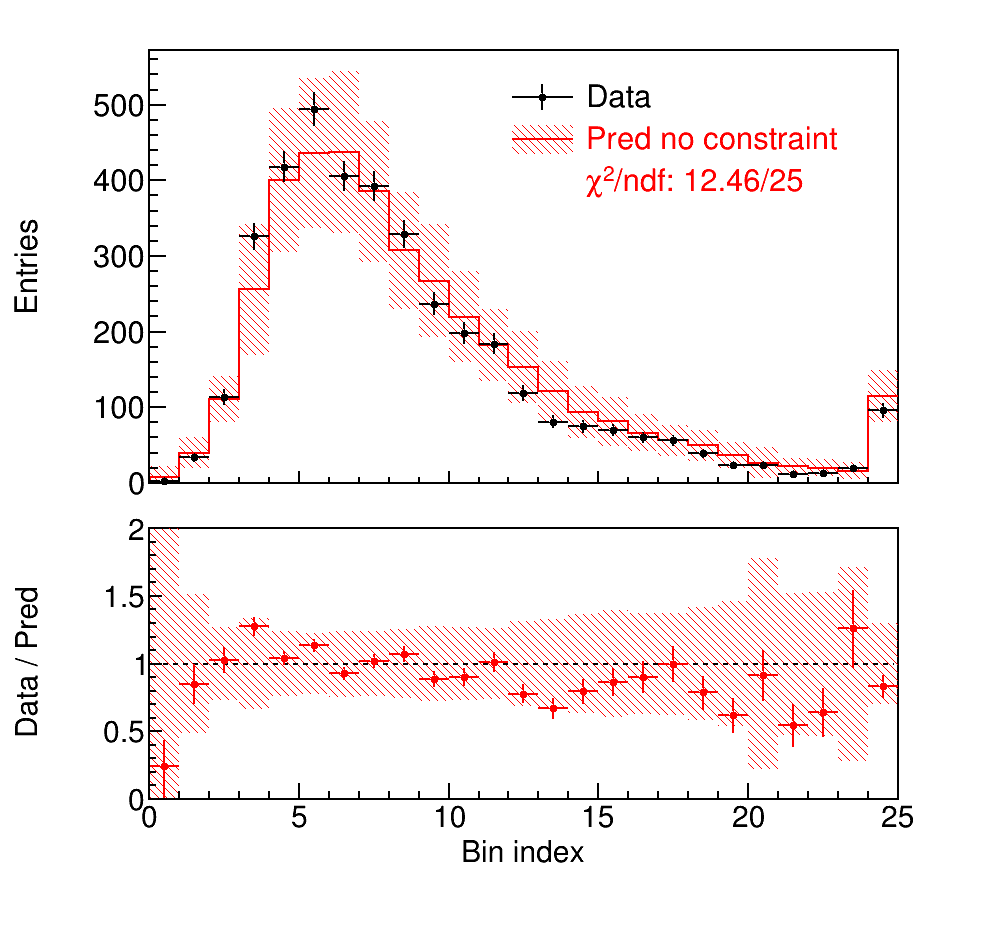 Entries
500
400
300
200
100
0
Data
Pred no constraint
χ²/ndf: 12.46/25
Data / Pred
2
1.5
1
0.5
0
0 5 10 15 20 25
Bin index